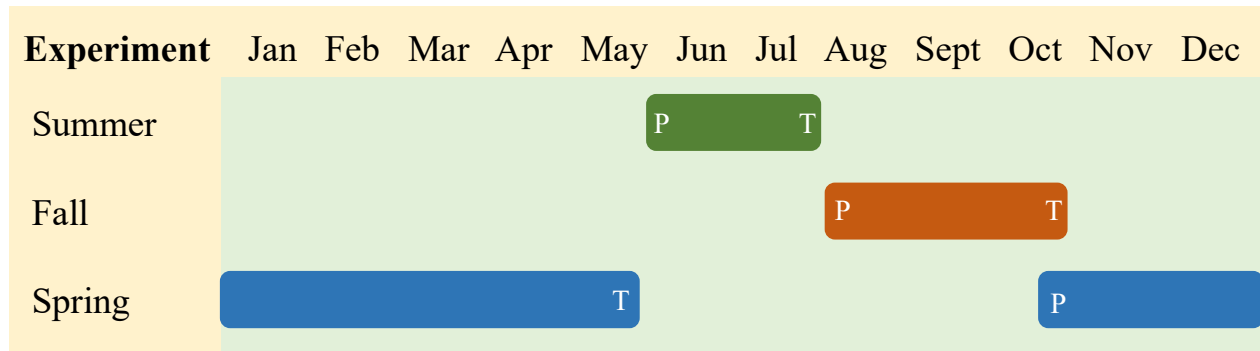 Experiment Jan Feb Mar Apr May Jun Jul Aug Sept Oct Nov Dec
Summer P T
Fall P T
Spring T P